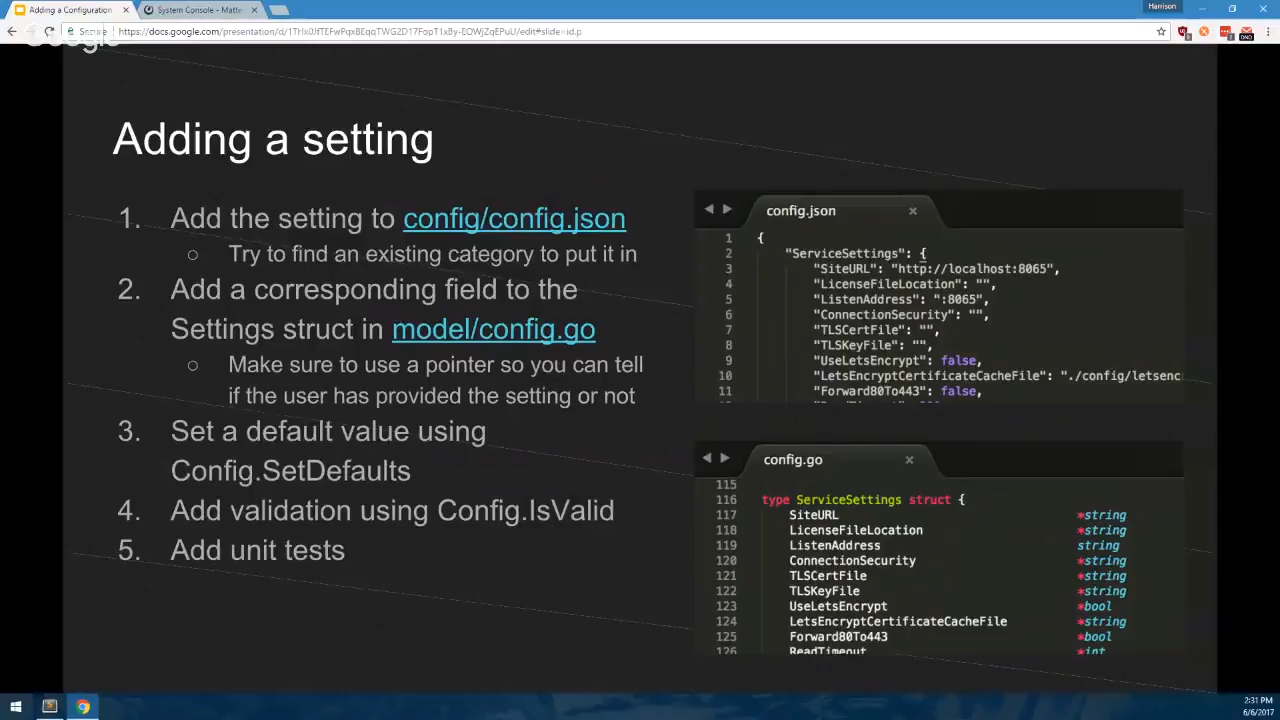 Adding a Configuration
System Console - Matte
Harrison
Secure
https://docs.google.com/presentation/d/
/edit#slide=id.p
Google
Adding a setting
1. Add the setting to config/config.json
○ Try to find an existing category to put it in
2. Add a corresponding field to the
Settings struct in model/config.go
○ Make sure to use a pointer so you can tell
if the user has provided the setting or not
3. Set a default value using
Config.SetDefaults
4. Add validation using Config.IsValid
5. Add unit tests
config.json
1 {
2 "ServiceSettings": {
3 "SiteURL": "http://localhost:8065",
4 "LicenseFileLocation": "",
5 "ListenAddress": ":8065",
6 "ConnectionSecurity": "",
7 "TLSCertFile": "",
8 "TLSKeyFile": "",
9 "UseLetsEncrypt": false,
10 "LetsEncryptCertificateCacheFile": "./config/letsenc
11 "Forward80To443": false,
config.go
115
116 type ServiceSettings struct {
117 SiteURL *string
118 LicenseFileLocation *string
119 ListenAddress string
120 ConnectionSecurity *string
121 TLSCertFile *string
122 TLSKeyFile *string
123 UseLetsEncrypt *bool
124 LetsEncryptCertificateCacheFile *string
125 Forward80To443 *bool
126 ReadTimeout *int
2:31 PM
6/6/2017